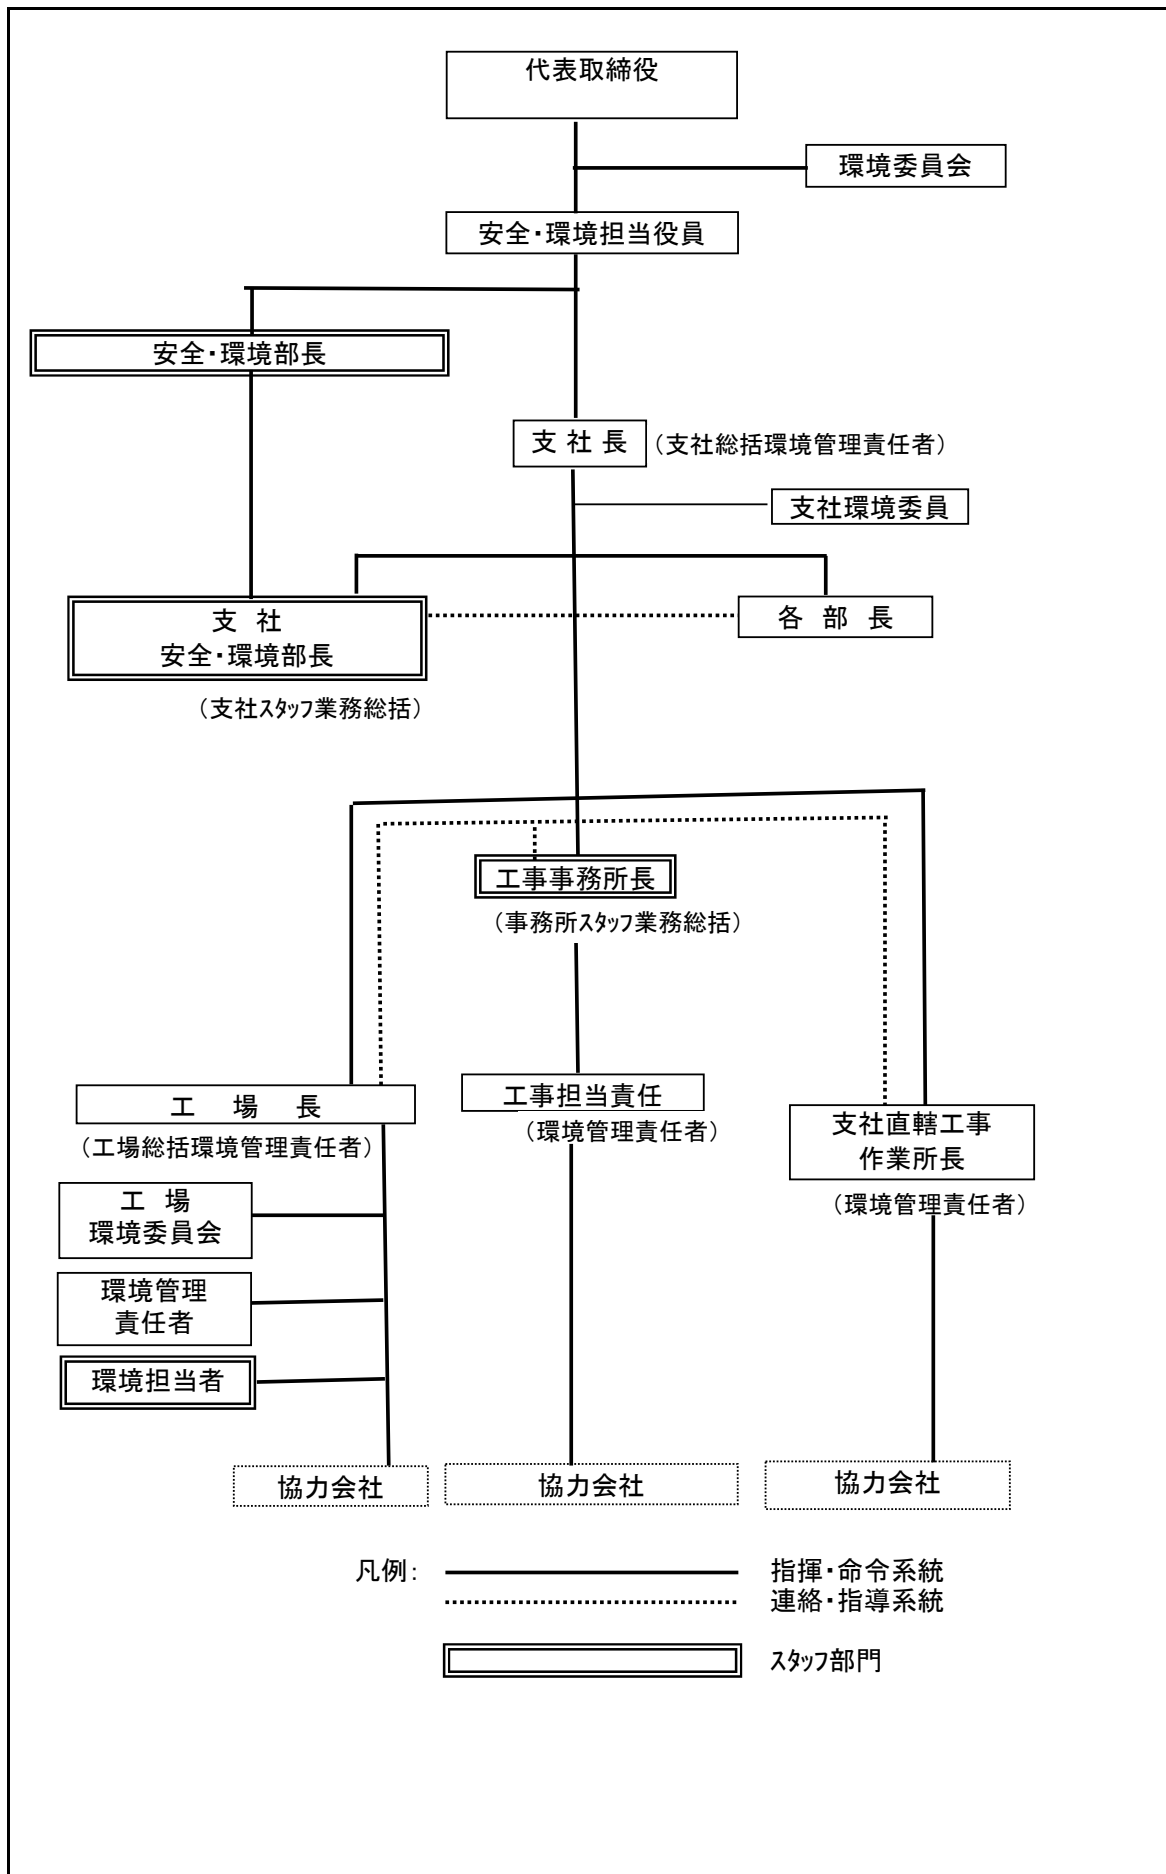 代表取締役
環境委員会
安全・環境担当役員
安全・環境部長
支 社 長
（支社総括環境管理責任者）
支社環境委員
支 社
安全・環境部長
各 部 長
（支社スタッフ業務総括）
工事事務所長
（事務所スタッフ業務総括）
工 場 長
（工場総括環境管理責任者）
工事担当責任
（環境管理責任者）
支社直轄工事
作業所長
（環境管理責任者）
工 場
環境委員会
環境管理
責任者
環境担当者
協力会社
協力会社
協力会社
凡例：
指揮・命令系統
連絡・指導系統
スタッフ部門